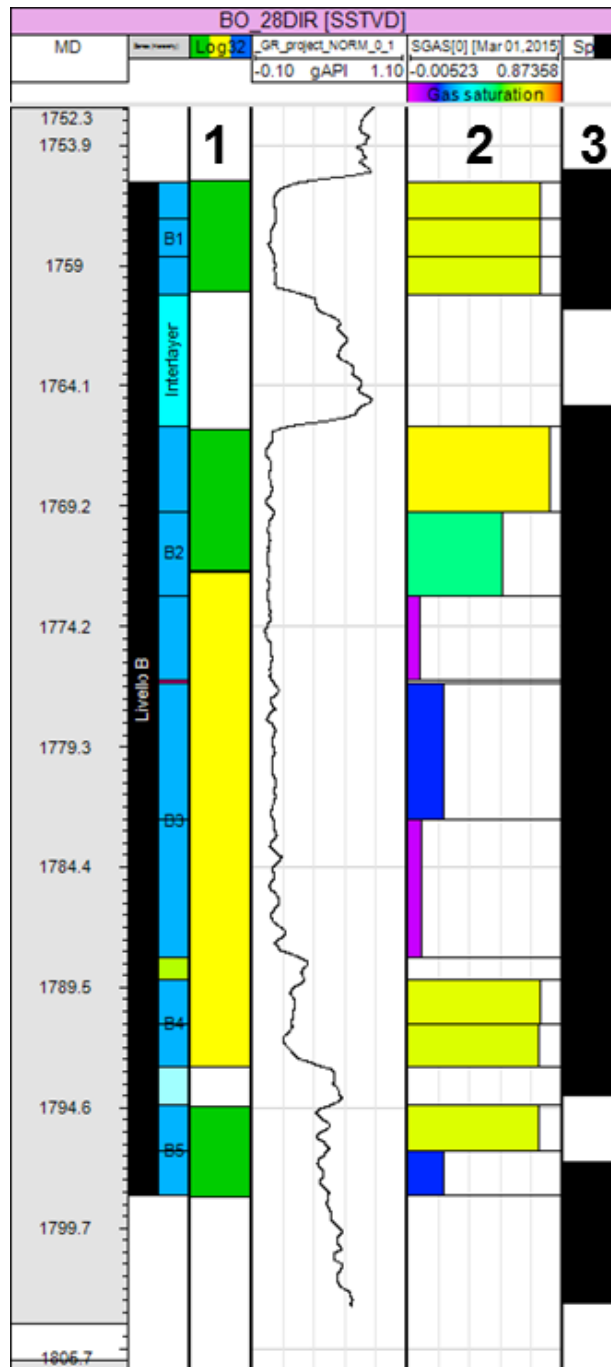 BO_28DIR [SSTVD]
MD Log32 _GR_project_NORM_0_1 SGAS[0] [Mar 01,2015] Sp
-0.10 gAPI 1.10 -0.00523 0.87358
Gas saturation
1752.3
1753.9 1 2 3
B1
1759
Interlayer
1764.1
1769.2
B2
1774.2
Livello B
1779.3
B3
1784.4
1789.5
B4
1794.6
B5
1799.7
1805.7